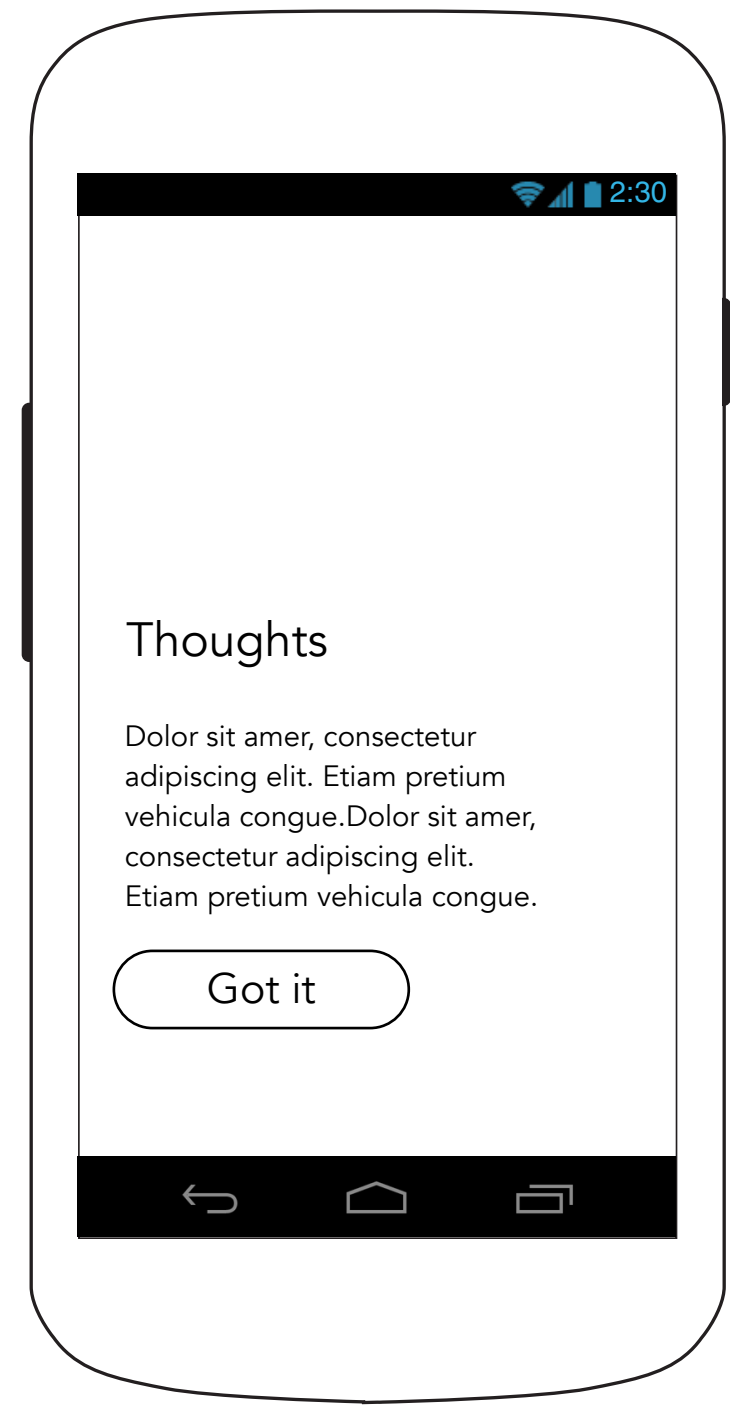 2:30
Thoughts
Dolor sit amer, consectetur
adipiscing elit. Etiam pretium
vehicula congue.Dolor sit amer,
consectetur adipiscing elit.
Etiam pretium vehicula congue.
Got it